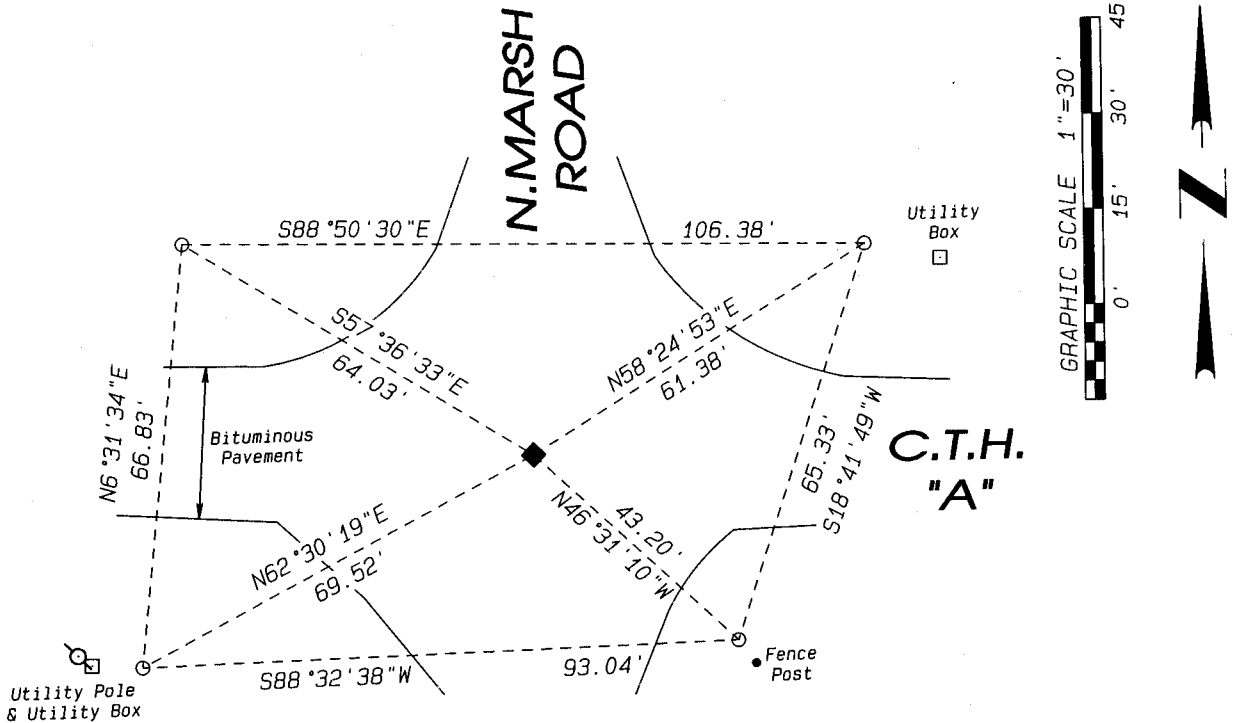 N.MARSH
ROAD
S88°50'30"E
106.38'
Utility
Box
S57°36'33"E
64.03'
N58°24'53"E
61.38'
N6°31'34"E
66.83'
Bituminous
Pavement
65.33'
S18°41'49"W
C.T.H.
"A"
N62°30'19"E
69.52'
43.20'
N46°31'10"W
S88°32'38"W
93.04'
Utility Pole
& Utility Box
Fence
Post
GRAPHIC SCALE 1"=30'
0'
15'
30'
45
N